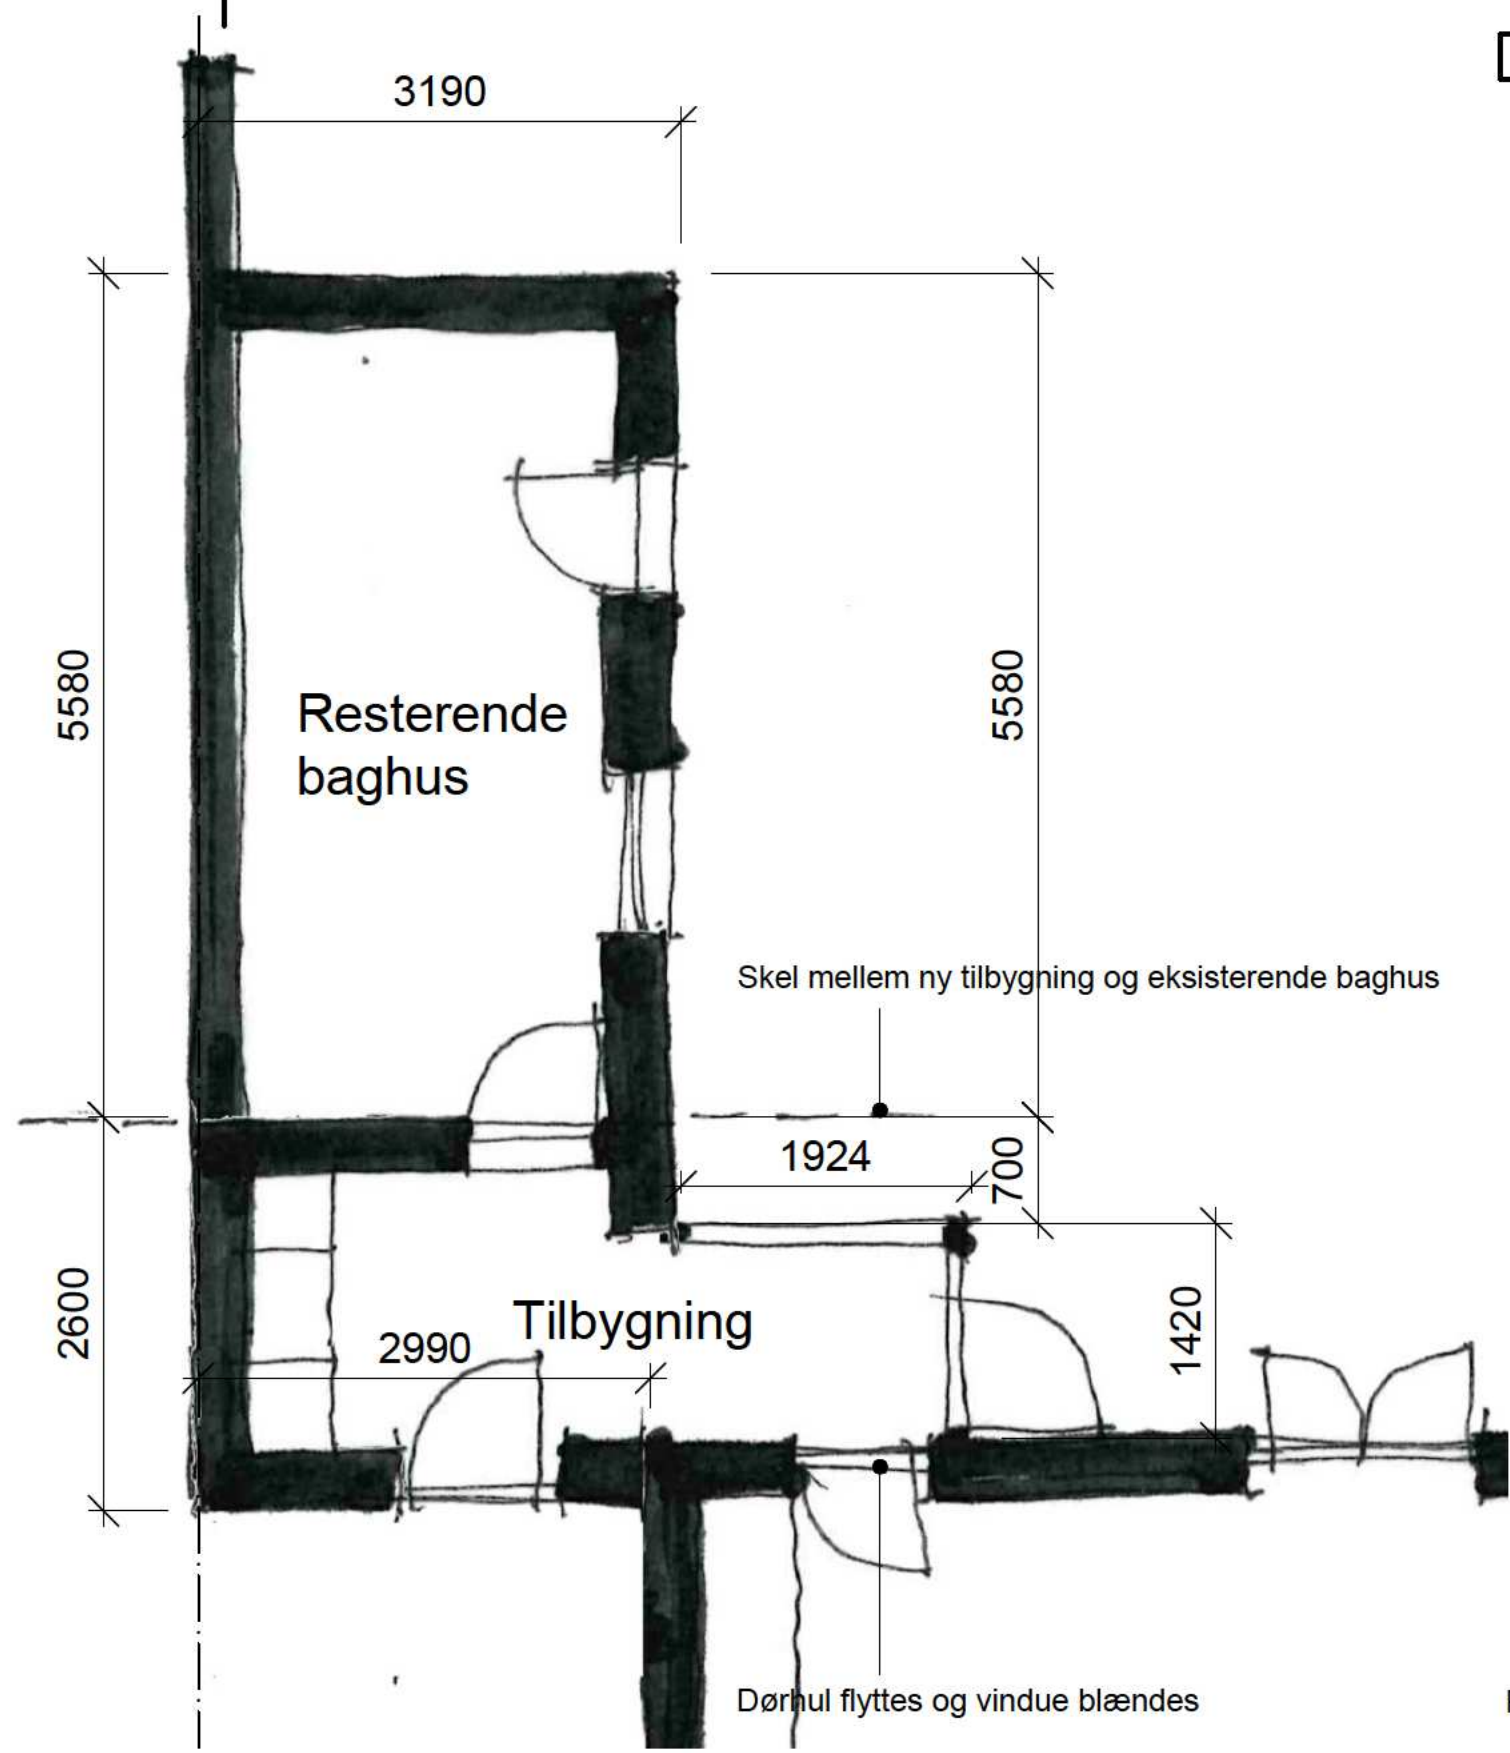 3190
5580
5580
Resterende
baghus
Skel mellem ny tilbygning og eksisterende baghus
1924
700
2600
2990
Tilbygning
1420
Dørhul flyttes og vindue blændes